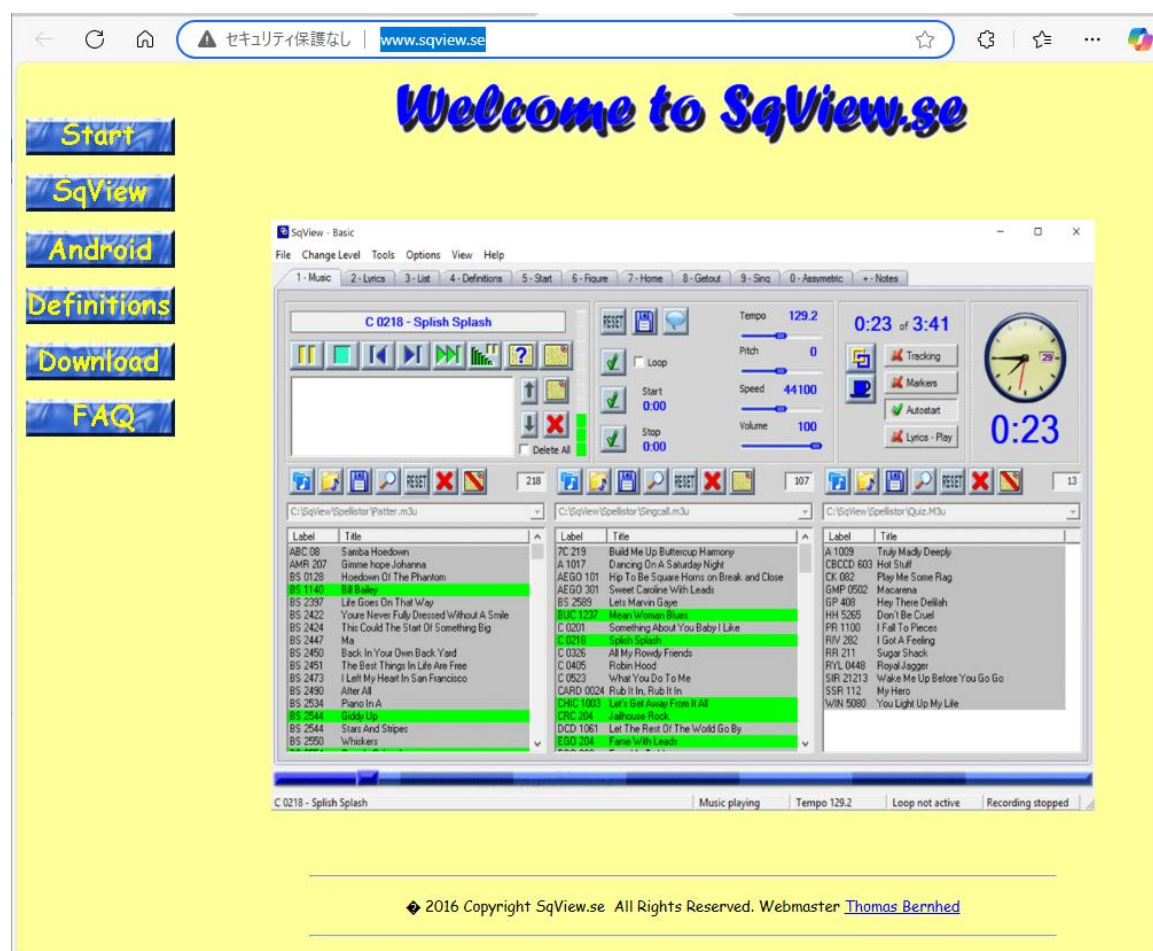 セキュリティ保護なし | www.sqview.se
Welcome to SqView.se
Start
SqView
Android
Definitions
Download
FAQ
SqView - Basic
File Change Level Tools Options View Help
1 - Music 2 - Lyrics 3 - List 4 - Definitions 5 - Start 6 - Figure 7 - Home 8 - Getout 9 - Sing 0 - Assymetric + - Notes
C 0218 - Splish Splash
Delete All
RESET
Loop
Start
0:00
Stop
0:00
Tempo 129.2
Pitch 0
Speed 44100
Volume 100
0:23 of 3:41
Tracking
Markers
Autostart
Lyrics - Play
29
0:23
RESET 218
C:\SqView\Spellistor\Patter.m3u
Label Title
ABC 08 Samba Hoedown
AMR 207 Gimme hope Johanna
BS 0128 Hoedown Of The Phantom
BS 1140 Bill Bailey
BS 2397 Life Goes On That Way
BS 2422 Youre Never Fully Dressed Without A Smile
BS 2424 This Could The Start Of Something Big
BS 2447 Ma
BS 2450 Back In Your Own Back Yard
BS 2451 The Best Things In Life Are Free
BS 2473 I Left My Heart In San Francisco
BS 2490 After All
BS 2534 Piano In A
BS 2544 Giddy Up
BS 2544 Stars And Stripes
BS 2550 Whiskers
RESET 107
C:\SqView\Spellistor\Singcall.m3u
Label Title
7C 219 Build Me Up Buttercup Harmony
A 1017 Dancing On A Saturday Night
AEGO 101 Hip To Be Square Horns on Break and Close
AEGO 301 Sweet Caroline With Leads
BS 2589 Lets Marvin Gaye
BUC 1237 Mean Woman Blues
C 0201 Something About You Baby I Like
C 0218 Splish Splash
C 0326 All My Rowdy Friends
C 0405 Robin Hood
C 0523 What You Do To Me
CARD 0024 Rub It In, Rub It In
CHIC 1003 Let's Get Away From It All
CRC 204 Jailhouse Rock
DCD 1061 Let The Rest Of The World Go By
EGO 204 Fame With Leads
RESET 13
C:\SqView\Spellistor\Quiz.M3u
Label Title
A 1009 Truly Madly Deeply
CBCCD 603 Hot Stuff
CK 082 Play Me Some Rag
GMP 0502 Macarena
GP 408 Hey There Delilah
HH 5265 Don't Be Cruel
PR 1100 I Fall To Pieces
RIV 282 I Got A Feeling
RR 211 Sugar Shack
RYL 0448 Royal Jagger
SIR 21213 Wake Me Up Before You Go Go
SSR 112 My Hero
WIN 5080 You Light Up My Life
C 0218 - Splish Splash Music playing Tempo 129.2 Loop not active Recording stopped
� 2016 Copyright SqView.se All Rights Reserved. Webmaster Thomas Bernhed